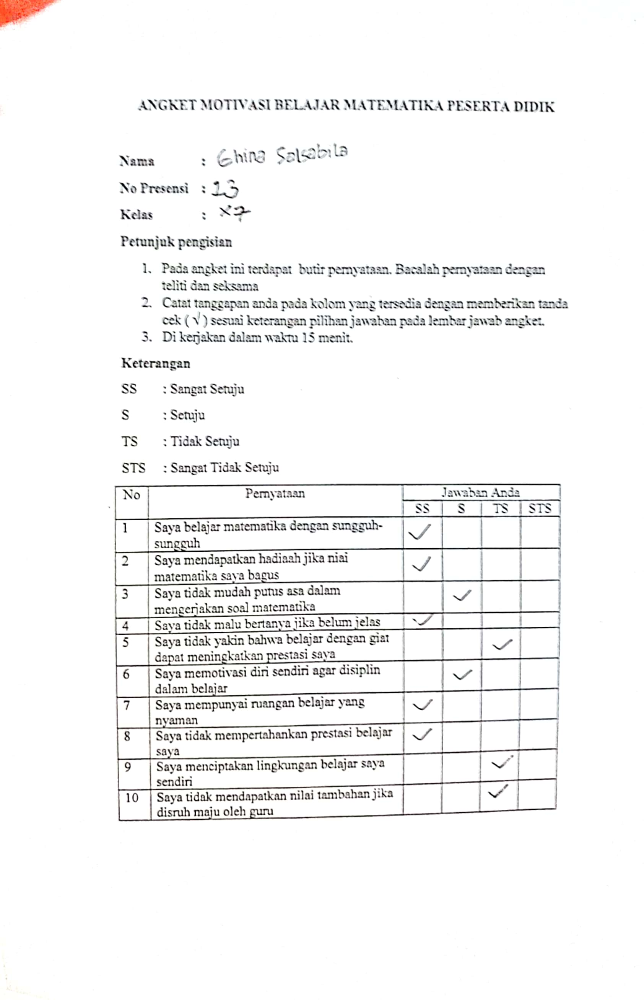 ANGKET MOTIVASI BELAJAR MATEMATIKA PESERTA DIDIK
Nama : Ghina Salsabila
No Presensi : 13
Kelas : X7
Petunjuk pengisian
1. Pada angket ini terdapat butir pernyataan. Bacalah pernyataan dengan
teliti dan seksama
2. Catat tanggapan anda pada kolom yang tersedia dengan memberikan tanda
cek ( √ ) sesuai keterangan pilihan jawaban pada lembar jawab angket.
3. Di kerjakan dalam waktu 15 menit.
Keterangan
SS : Sangat Setuju
S : Setuju
TS : Tidak Setuju
STS : Sangat Tidak Setuju
No Pernyataan Jawaban Anda
SS S TS STS
1 Saya belajar matematika dengan sungguh- ✓
sungguh
2 Saya mendapatkan hadiaah jika niai ✓
matematika saya bagus
3 Saya tidak mudah putus asa dalam ✓
mengerjakan soal matematika
4 Saya tidak malu bertanya jika belum jelas ✓
5 Saya tidak yakin bahwa belajar dengan giat ✓
dapat meningkatkan prestasi saya
6 Saya memotivasi diri sendiri agar disiplin ✓
dalam belajar
7 Saya mempunyai ruangan belajar yang ✓
nyaman
8 Saya tidak mempertahankan prestasi belajar ✓
saya
9 Saya menciptakan lingkungan belajar saya ✓
sendiri
10 Saya tidak mendapatkan nilai tambahan jika ✓
disruh maju oleh guru